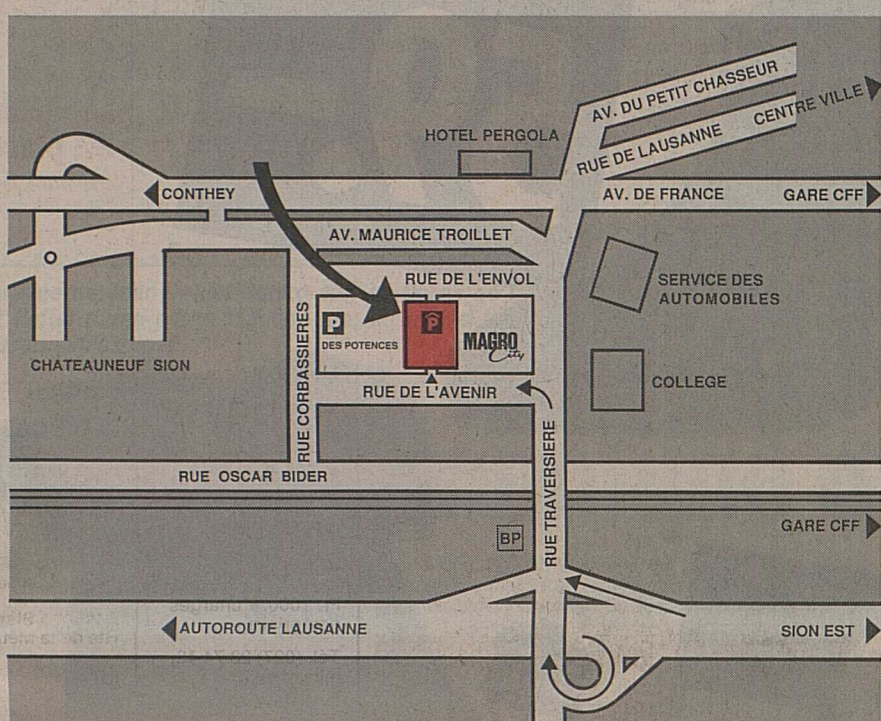 AV. DU PETIT CHASSEUR
CENTRE VILLE
HOTEL PERGOLA
RUE DE LAUSANNE
CONTHEY
AV. DE FRANCE
GARE CFF
AV. MAURICE TROILLET
RUE DE L'ENVOL
SERVICE DES
AUTOMOBILES
RUE CORBASSIERES
P
DES POTENCES
P
MAGRO
City
CHATEAUNEUF SION
COLLEGE
RUE DE L'AVENIR
RUE OSCAR BIDER
RUE TRAVERSIERE
GARE CFF
BP
AUTOROUTE LAUSANNE
SION EST